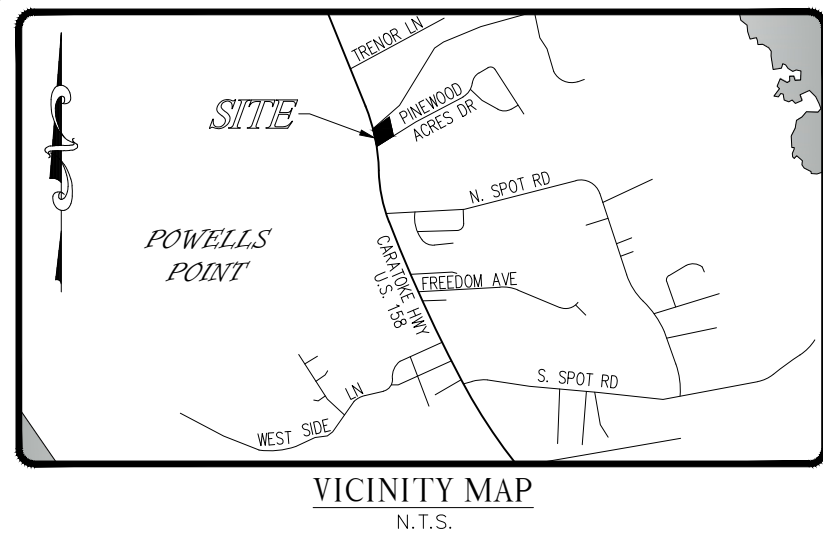 TRENOR LN
SITE
PINEWOOD
ACRES DR
N. SPOT RD
POWELLS
POINT
CARATOKE HWY
U.S. 158
FREEDOM AVE
S. SPOT RD
WEST SIDE LN
VICINITY MAP
N.T.S.